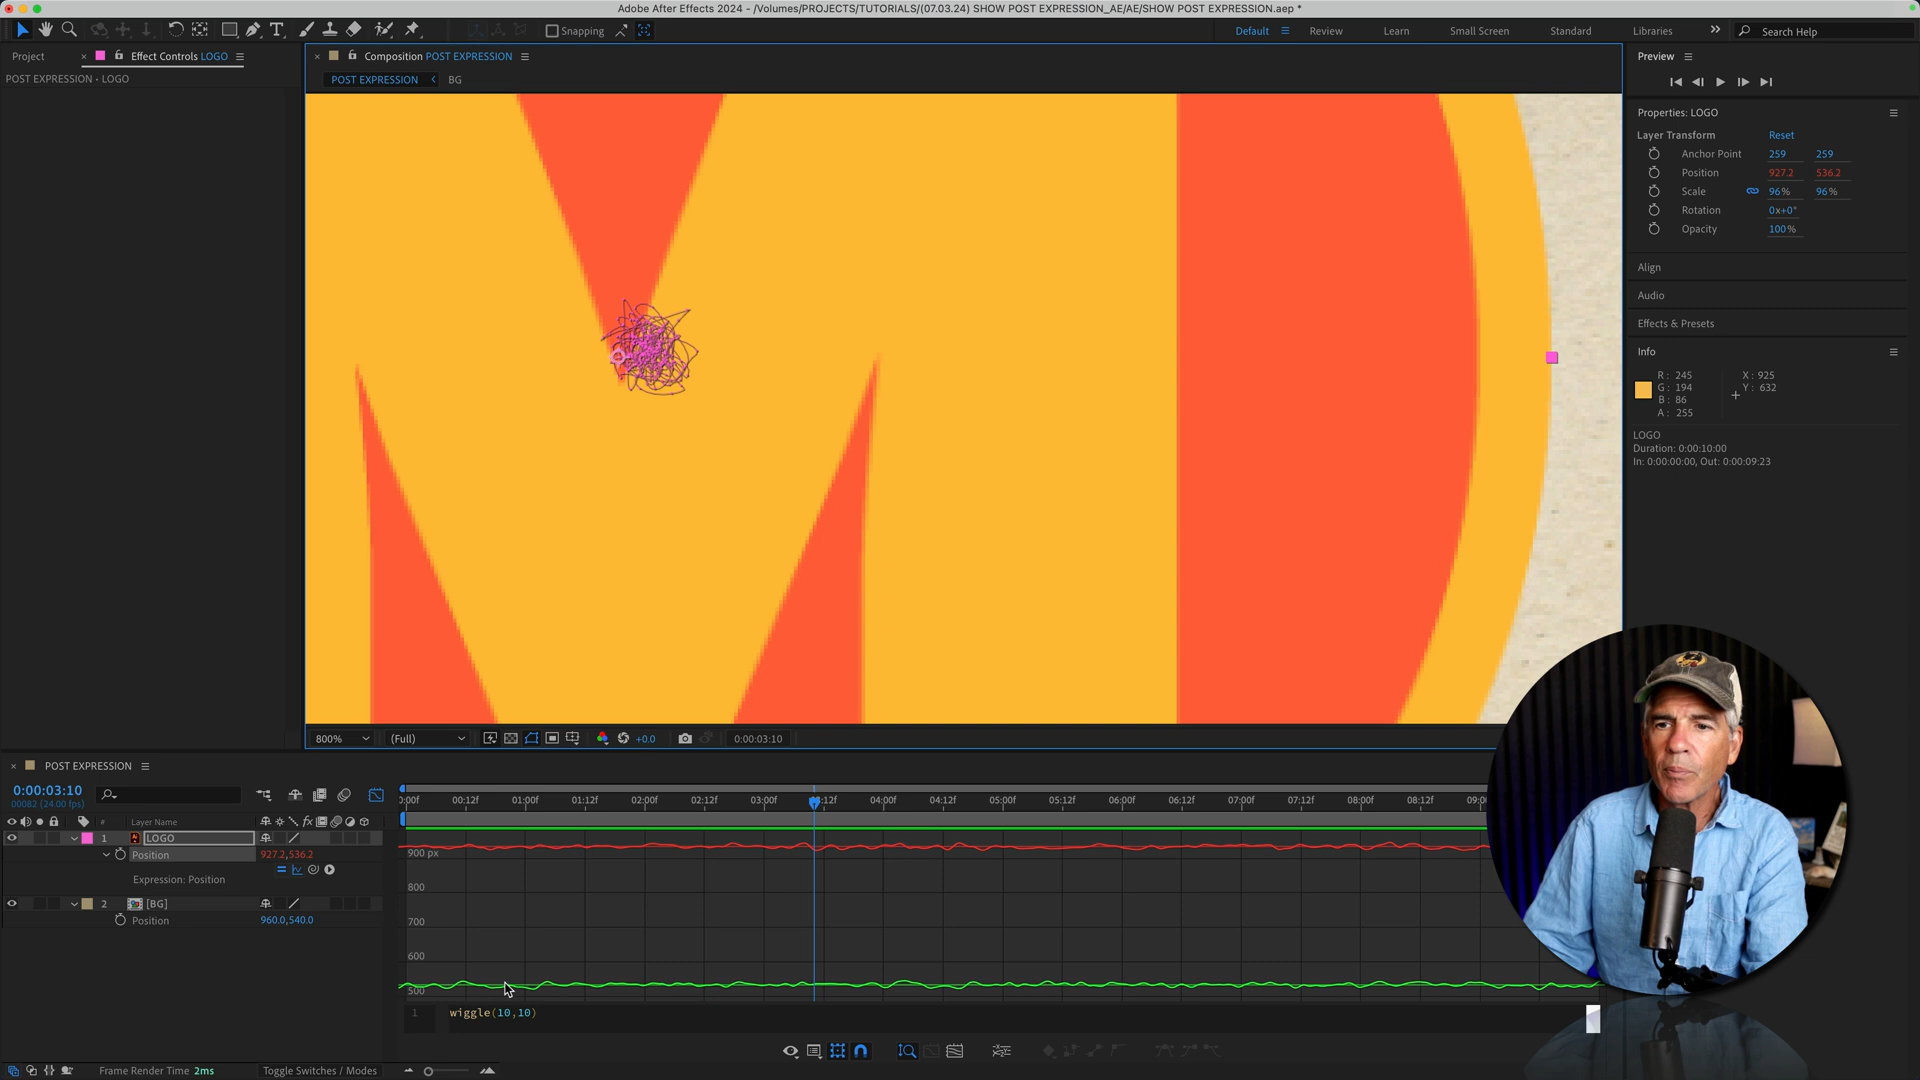 Adobe After Effects 2024 - /Volumes/PROJECTS/TUTORIALS/(07.03.24) SHOW POST EXPRESSION_AE/AE/SHOW POST EXPRESSION.aep *
Snapping
Default
Review
Learn
Small Screen
Standard
Libraries
Search Help
Project
Effect Controls LOGO
POST EXPRESSION • LOGO
Composition POST EXPRESSION
POST EXPRESSION
BG
Preview
Properties: LOGO
Layer Transform Reset
Anchor Point 259 259
Position 927.2 536.2
Scale 96% 96%
Rotation 0x+0°
Opacity 100%
Align
Audio
Effects & Presets
Info
R: 245
G: 194
B: 86
A: 255
X: 925
Y: 632
LOGO
Duration: 0:00:10:00
In: 0:00:00:00, Out: 0:00:09:23
800% (Full) +0.0 0:00:03:10
POST EXPRESSION
0:00:03:10
00082 (24.00 fps)
# Layer Name
1 LOGO
Position 927.2,536.2
Expression: Position
2 [BG]
Position 960.0,540.0
0:00f 00:12f 01:00f 01:12f 02:00f 02:12f 03:00f 03:12f 04:00f 04:12f 05:00f 05:12f 06:00f 06:12f 07:00f 07:12f 08:00f 08:12f 09:0
900 px
800
700
600
500
1 wiggle(10,10)
Frame Render Time 2ms
Toggle Switches / Modes